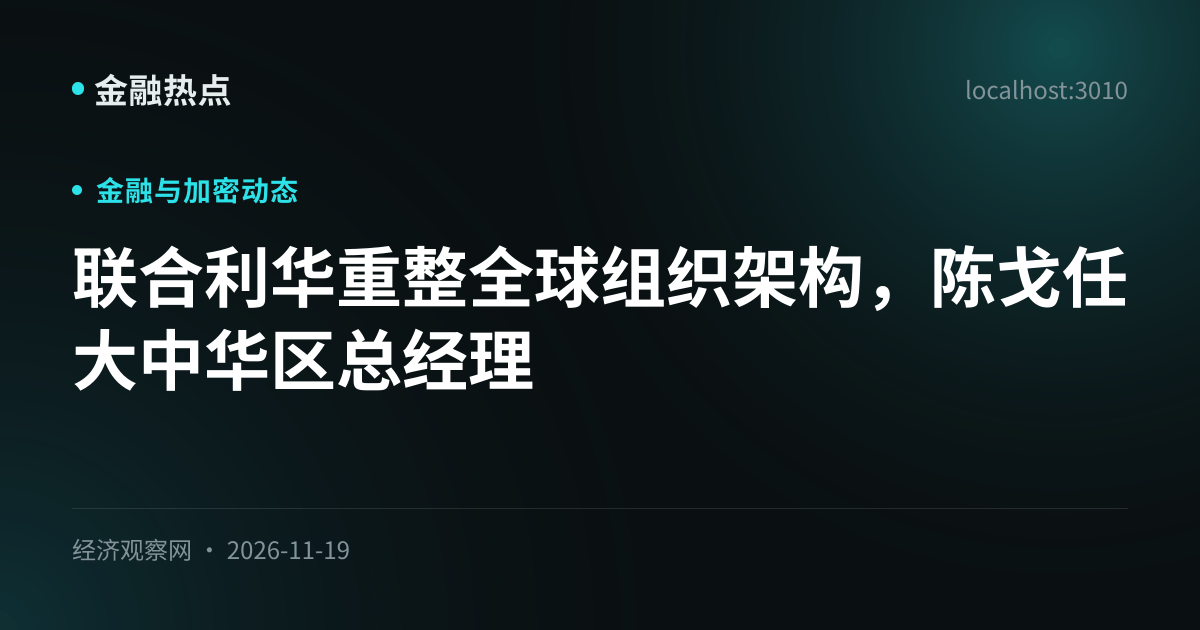 金融热点
localhost:3010
金融与加密动态
联合利华重整全球组织架构，陈戈任
大中华区总经理
经济观察网 · 2026-11-19